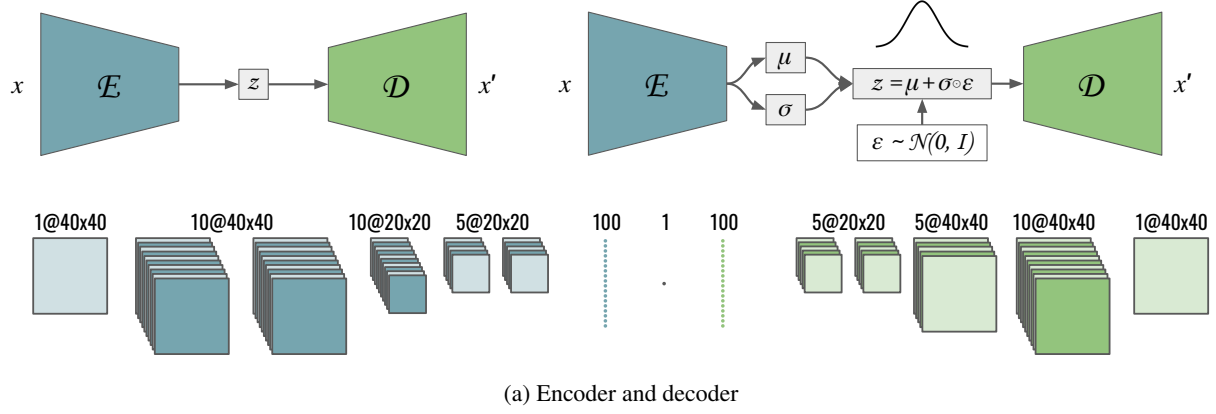 x ℰ z 𝒟 x′
x ℰ μ σ z = μ + σ⊙ε 𝒟 x′
ε ~ 𝒩(0, I)
1@40x40 10@40x40 10@20x20 5@20x20 100 1 100 5@20x20 5@40x40 10@40x40 1@40x40
(a) Encoder and decoder